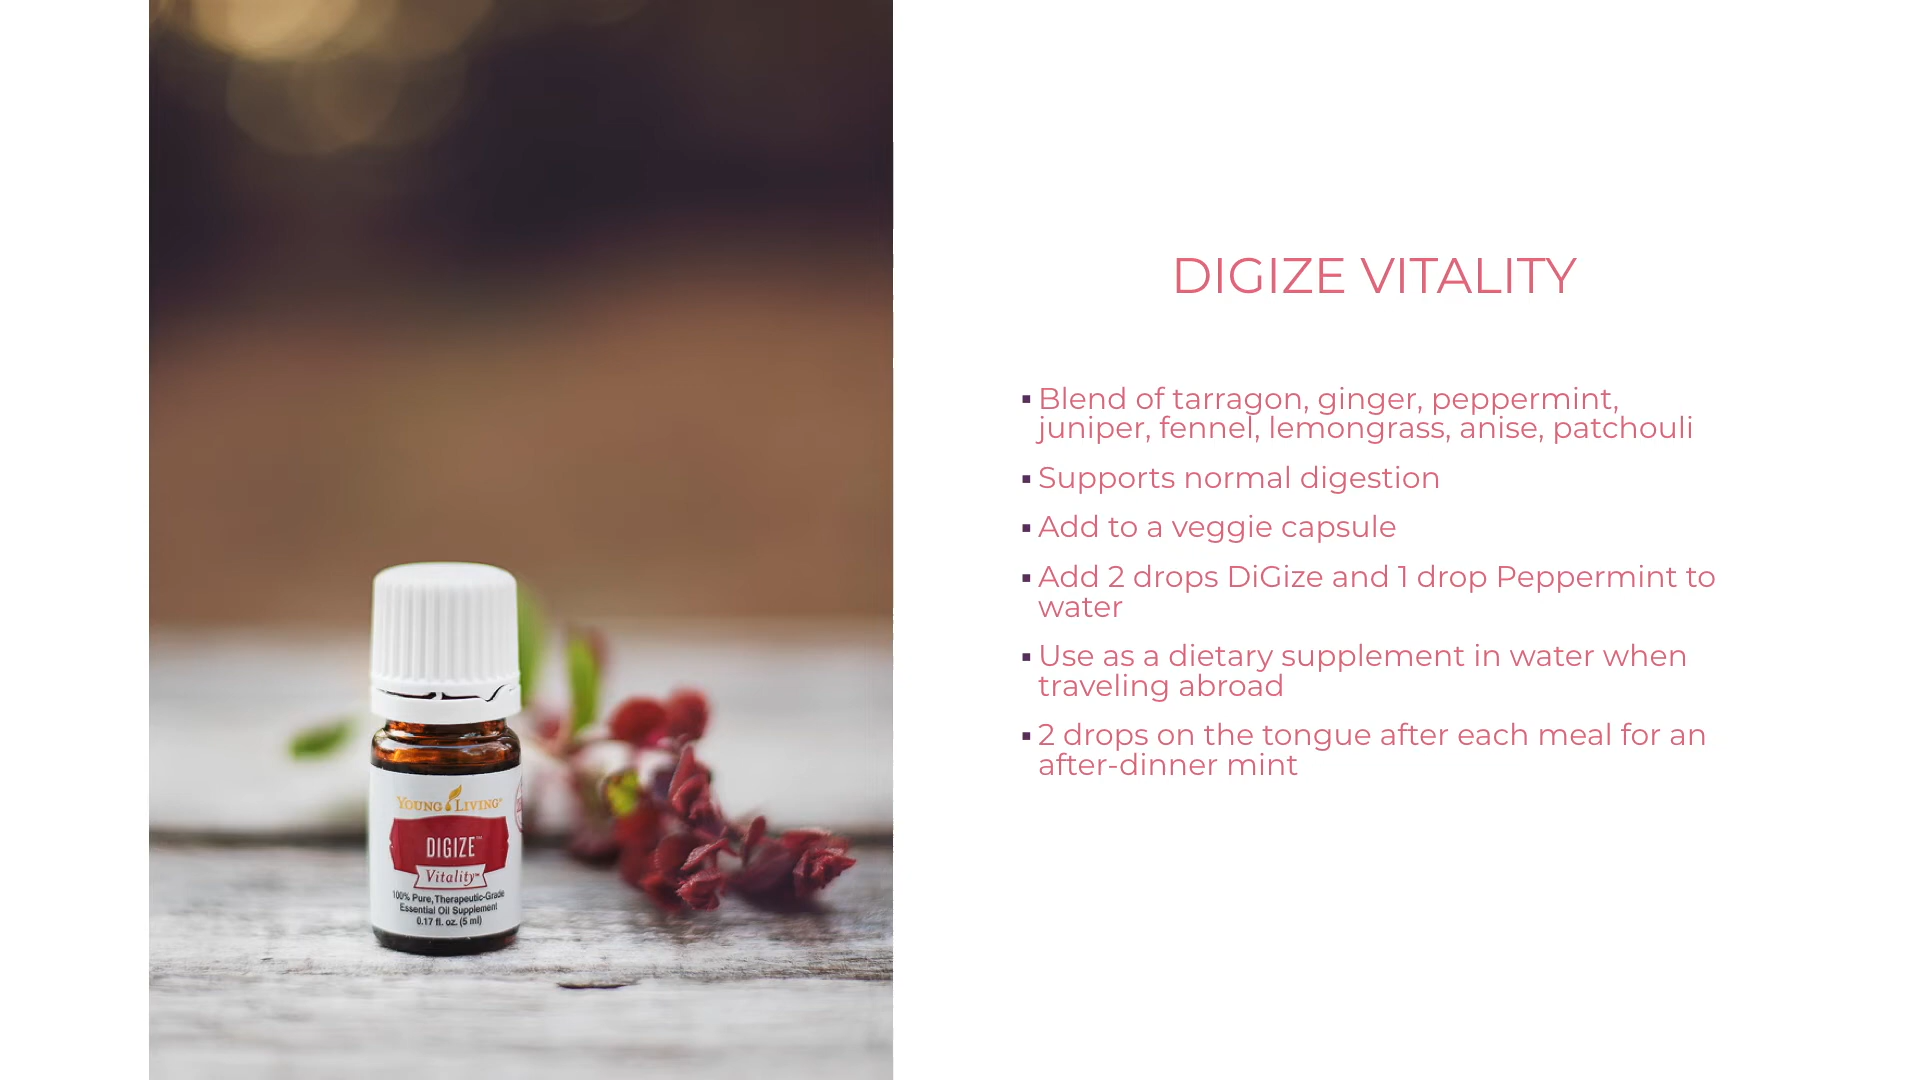 DIGIZE VITALITY
▪ Blend of tarragon, ginger, peppermint,
juniper, fennel, lemongrass, anise, patchouli
▪ Supports normal digestion
▪ Add to a veggie capsule
▪ Add 2 drops DiGize and 1 drop Peppermint to
water
▪ Use as a dietary supplement in water when
traveling abroad
▪ 2 drops on the tongue after each meal for an
after-dinner mint
YOUNG LIVING®
DIGIZE™
Vitality™
100% Pure, Therapeutic-Grade
Essential Oil Supplement
0.17 fl. oz. (5 ml)